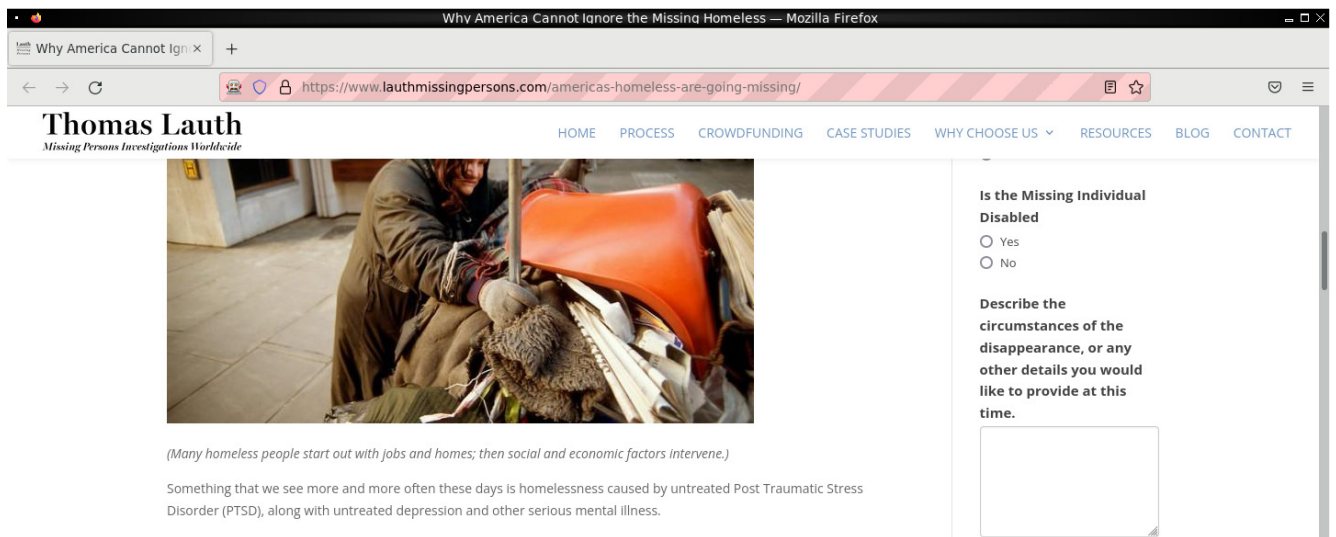 Why America Cannot Ignore the Missing Homeless — Mozilla Firefox
Why America Cannot Ign
https://www.lauthmissingpersons.com/americas-homeless-are-going-missing/
Thomas Lauth
Missing Persons Investigations Worldwide
HOME PROCESS CROWDFUNDING CASE STUDIES WHY CHOOSE US RESOURCES BLOG CONTACT
(Many homeless people start out with jobs and homes; then social and economic factors intervene.)
Something that we see more and more often these days is homelessness caused by untreated Post Traumatic Stress
Disorder (PTSD), along with untreated depression and other serious mental illness.
Is the Missing Individual
Disabled
Yes
No
Describe the
circumstances of the
disappearance, or any
other details you would
like to provide at this
time.